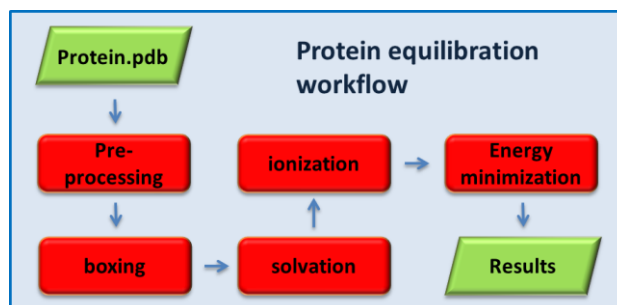 Protein.pdb
Protein equilibration
workflow
Pre-
processing
ionization
Energy
minimization
boxing
solvation
Results